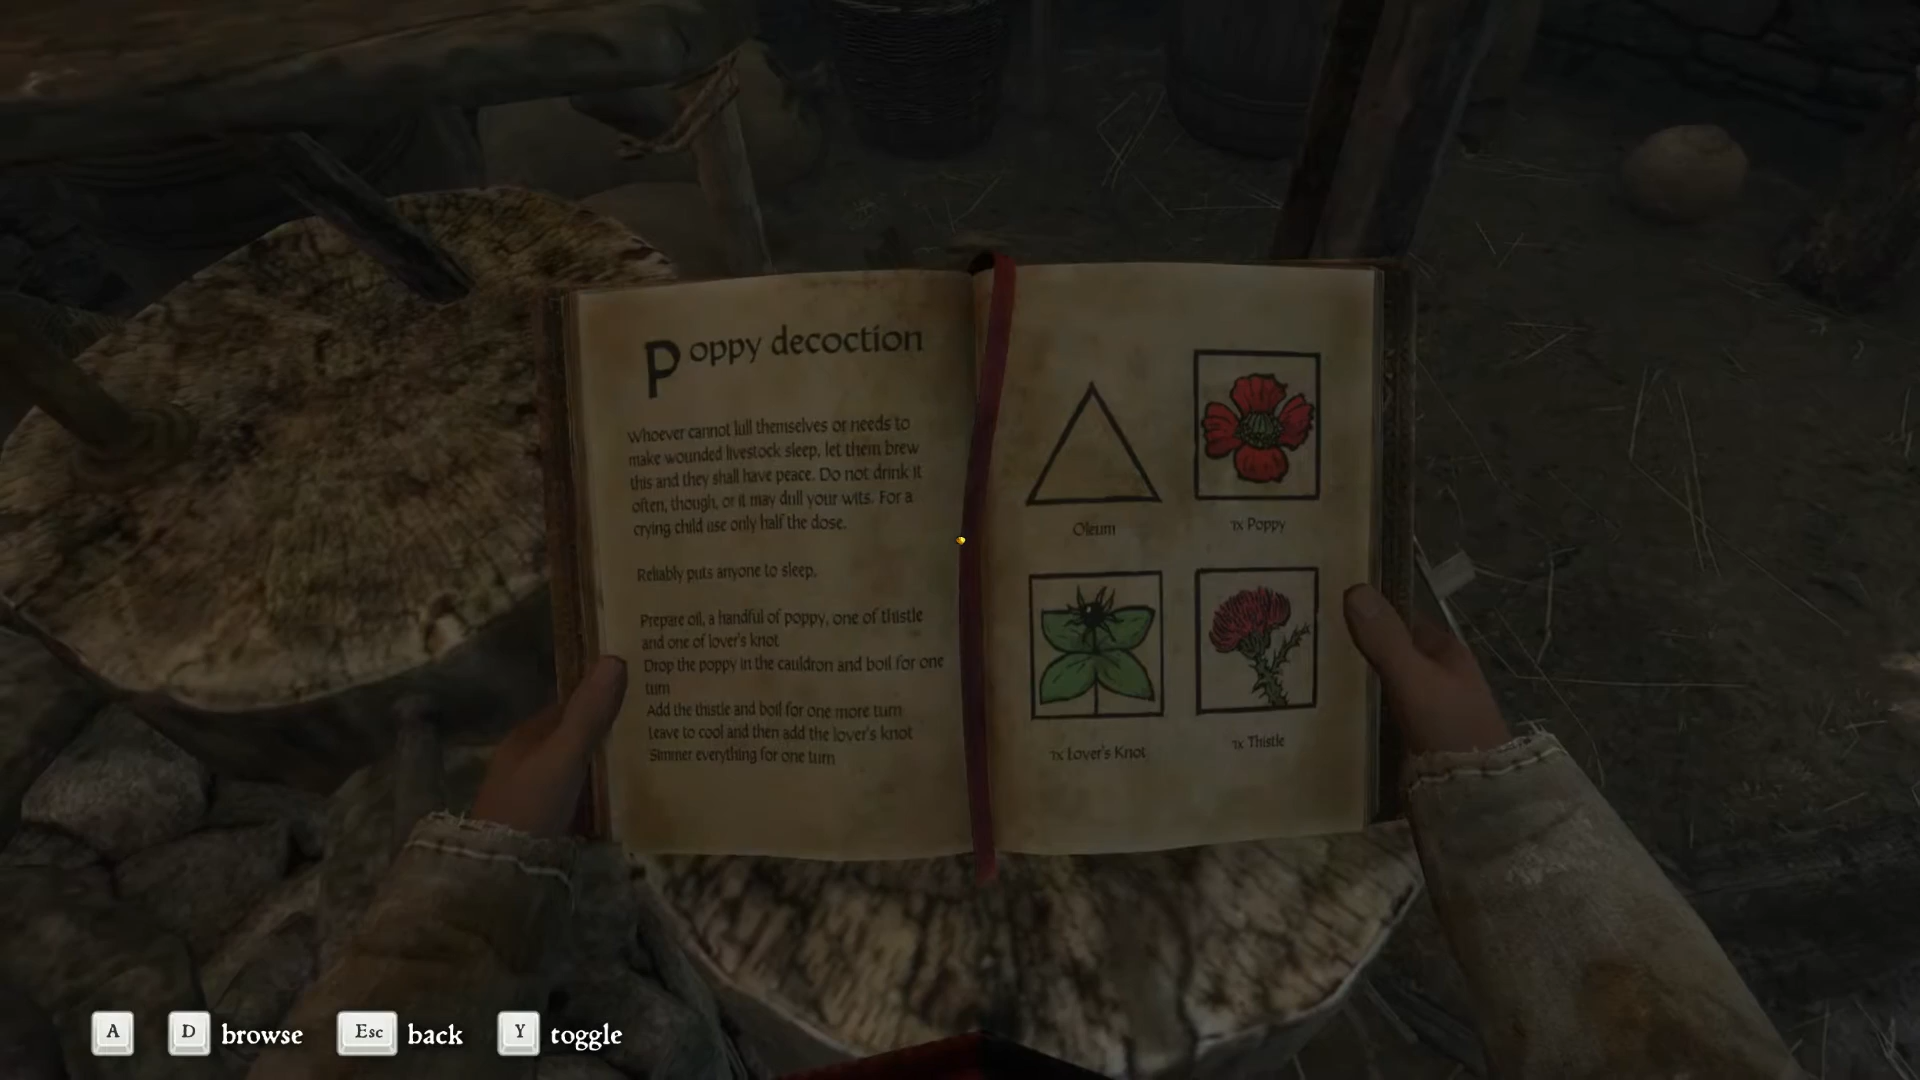 Poppy decoction
Whoever cannot lull themselves or needs to
make wounded livestock sleep, let them brew
this and they shall have peace. Do not drink it
often, though, or it may dull your wits. For a
crying child use only half the dose.
Reliably puts anyone to sleep.
Prepare oil, a handful of poppy, one of thistle
and one of lover's knot
Drop the poppy in the cauldron and boil for one
turn
Add the thistle and boil for one more turn
Leave to cool and then add the lover's knot
Simmer everything for one turn
Oleum
1x Poppy
1x Lover's Knot
1x Thistle
A D browse Esc back Y toggle